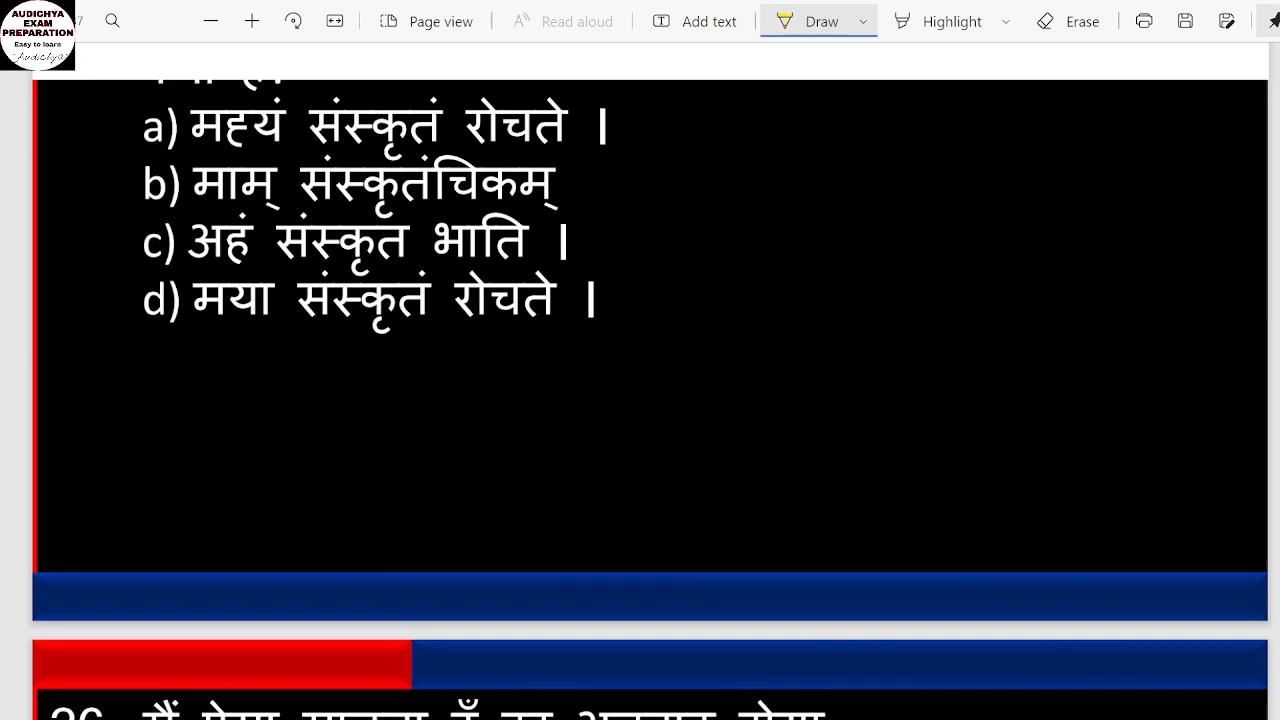 AUDICHYA
EXAM
PREPARATION
Easy to learn
7
Page view
Read aloud
Add text
Draw
Highlight
Erase
a) मह्यं संस्कृतं रोचते ।
b) माम् संस्कृतंचिकम्
c) अहं संस्कृत भाति ।
d) मया संस्कृतं रोचते ।